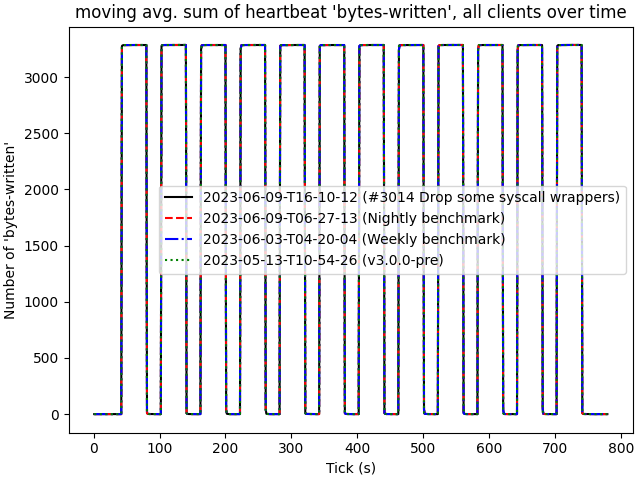 moving avg. sum of heartbeat 'bytes-written', all clients over time
Number of 'bytes-written'
3000
2500
2000
1500
1000
500
0
2023-06-09-T16-10-12 (#3014 Drop some syscall wrappers)
2023-06-09-T06-27-13 (Nightly benchmark)
2023-06-03-T04-20-04 (Weekly benchmark)
2023-05-13-T10-54-26 (v3.0.0-pre)
0 100 200 300 400 500 600 700 800
Tick (s)